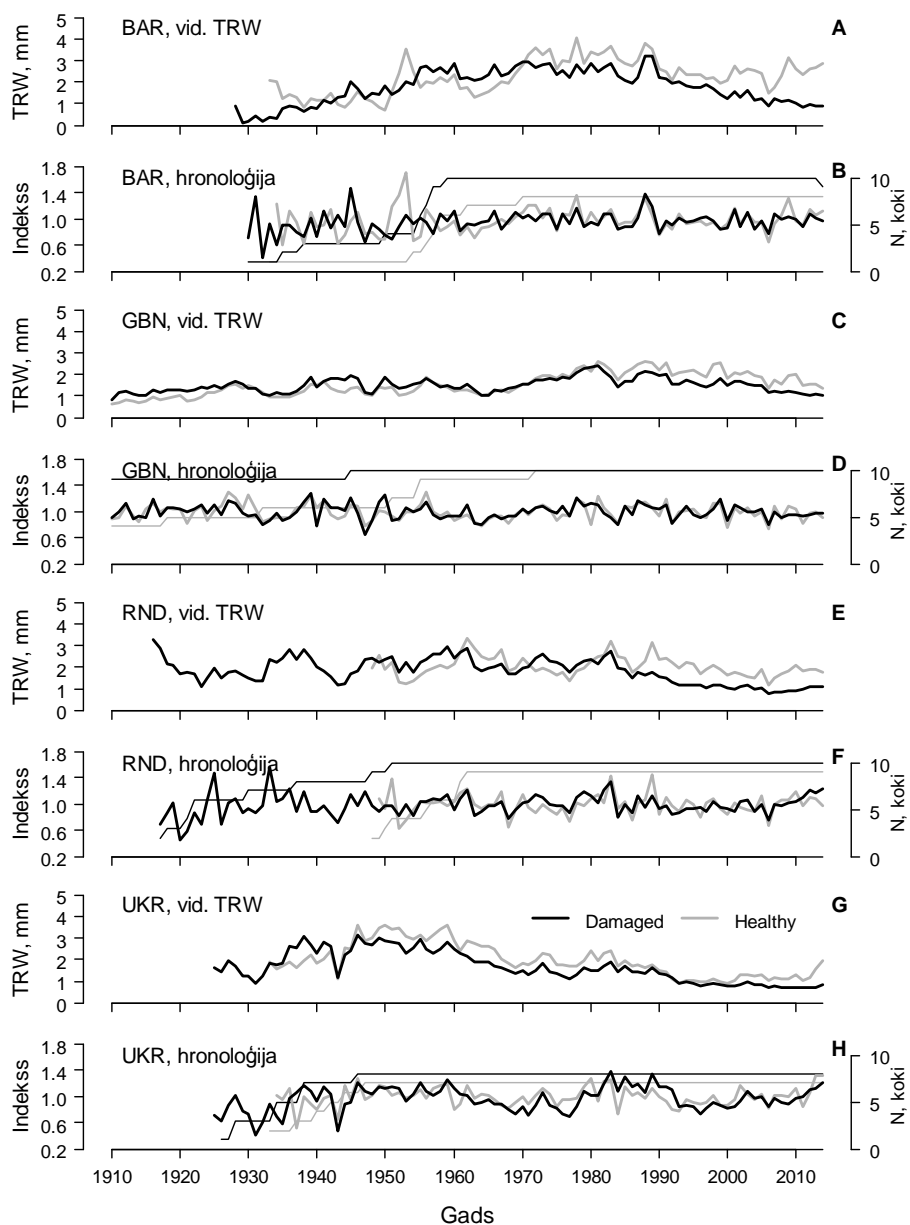 BAR, vid. TRW
A
TRW, mm
5
4
3
2
1
0
BAR, hronoloģija
B
Indekss
1.8
1.4
1.0
0.6
0.2
10
5
0
N, koki
GBN, vid. TRW
C
TRW, mm
5
4
3
2
1
0
GBN, hronoloģija
D
Indekss
1.8
1.4
1.0
0.6
0.2
10
5
0
N, koki
RND, vid. TRW
E
TRW, mm
5
4
3
2
1
0
RND, hronoloģija
F
Indekss
1.8
1.4
1.0
0.6
0.2
10
5
0
N, koki
UKR, vid. TRW
Damaged Healthy
G
TRW, mm
5
4
3
2
1
0
UKR, hronoloģija
H
Indekss
1.8
1.4
1.0
0.6
0.2
10
5
0
N, koki
1910 1920 1930 1940 1950 1960 1970 1980 1990 2000 2010
Gads